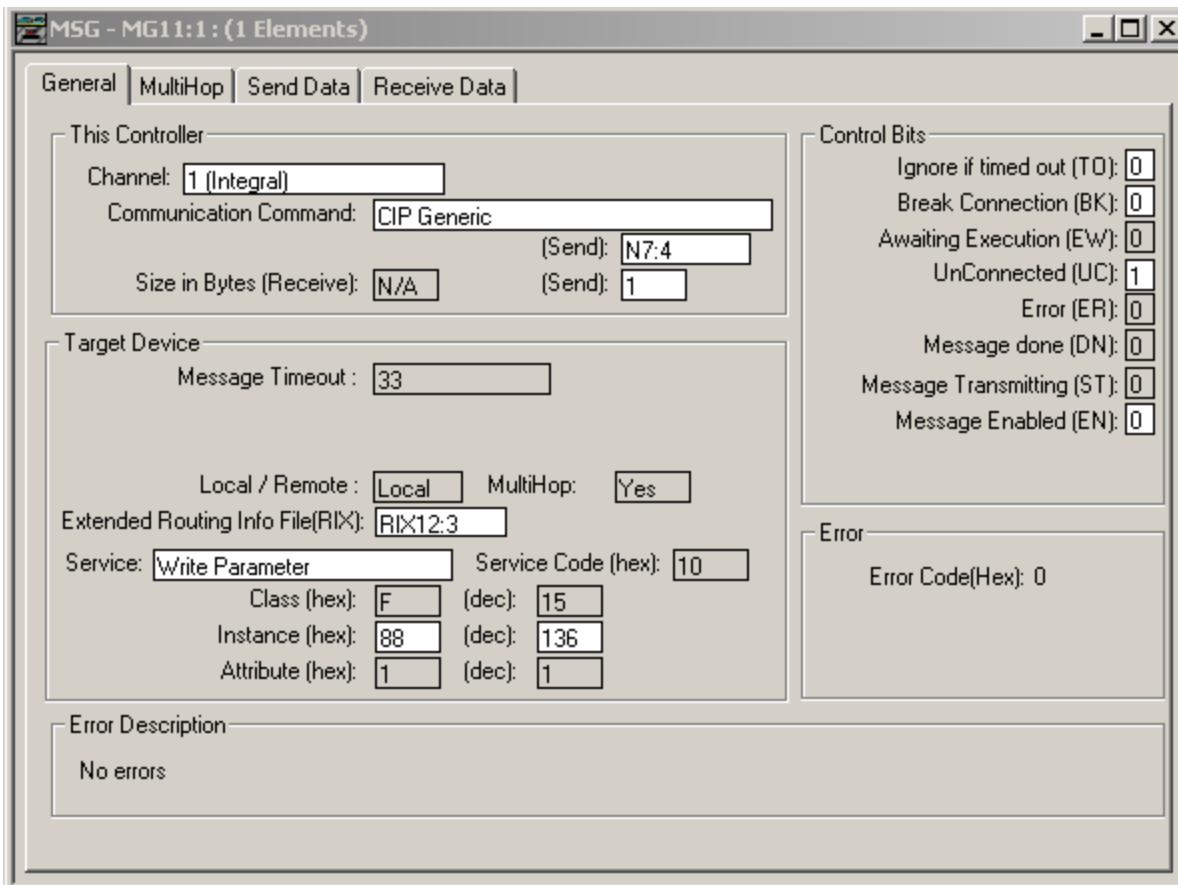 MSG - MG11:1 : (1 Elements)
General MultiHop Send Data Receive Data
This Controller
Channel: 1 (Integral)
Communication Command: CIP Generic
(Send): N7:4
Size in Bytes (Receive): N/A (Send): 1
Target Device
Message Timeout : 33
Local / Remote : Local MultiHop: Yes
Extended Routing Info File(RIX): RIX12:3
Service: Write Parameter Service Code (hex): 10
Class (hex): F (dec): 15
Instance (hex): 88 (dec): 136
Attribute (hex): 1 (dec): 1
Control Bits
Ignore if timed out (TO): 0
Break Connection (BK): 0
Awaiting Execution (EW): 0
UnConnected (UC): 1
Error (ER): 0
Message done (DN): 0
Message Transmitting (ST): 0
Message Enabled (EN): 0
Error
Error Code(Hex): 0
Error Description
No errors